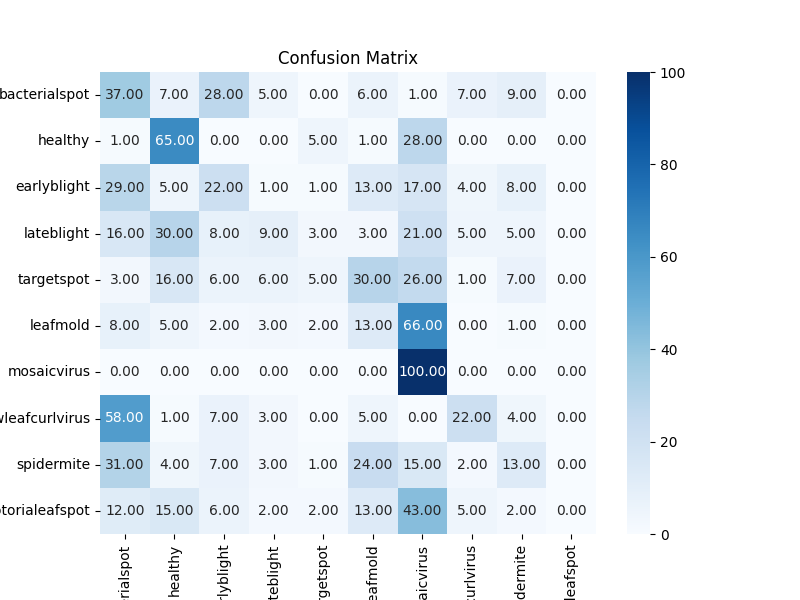 Confusion Matrix
bacterialspot 37.00 7.00 28.00 5.00 0.00 6.00 1.00 7.00 9.00 0.00
healthy 1.00 65.00 0.00 0.00 5.00 1.00 28.00 0.00 0.00 0.00
earlyblight 29.00 5.00 22.00 1.00 1.00 13.00 17.00 4.00 8.00 0.00
lateblight 16.00 30.00 8.00 9.00 3.00 3.00 21.00 5.00 5.00 0.00
targetspot 3.00 16.00 6.00 6.00 5.00 30.00 26.00 1.00 7.00 0.00
leafmold 8.00 5.00 2.00 3.00 2.00 13.00 66.00 0.00 1.00 0.00
mosaicvirus 0.00 0.00 0.00 0.00 0.00 0.00 100.00 0.00 0.00 0.00
wleafcurlvirus 58.00 1.00 7.00 3.00 0.00 5.00 0.00 22.00 4.00 0.00
spidermite 31.00 4.00 7.00 3.00 1.00 24.00 15.00 2.00 13.00 0.00
torialeafspot 12.00 15.00 6.00 2.00 2.00 13.00 43.00 5.00 2.00 0.00
rialspot
healthy
rlyblight
teblight
rgetspot
eafmold
aicvirus
curlvirus
dermite
leafspot
100
80
60
40
20
0